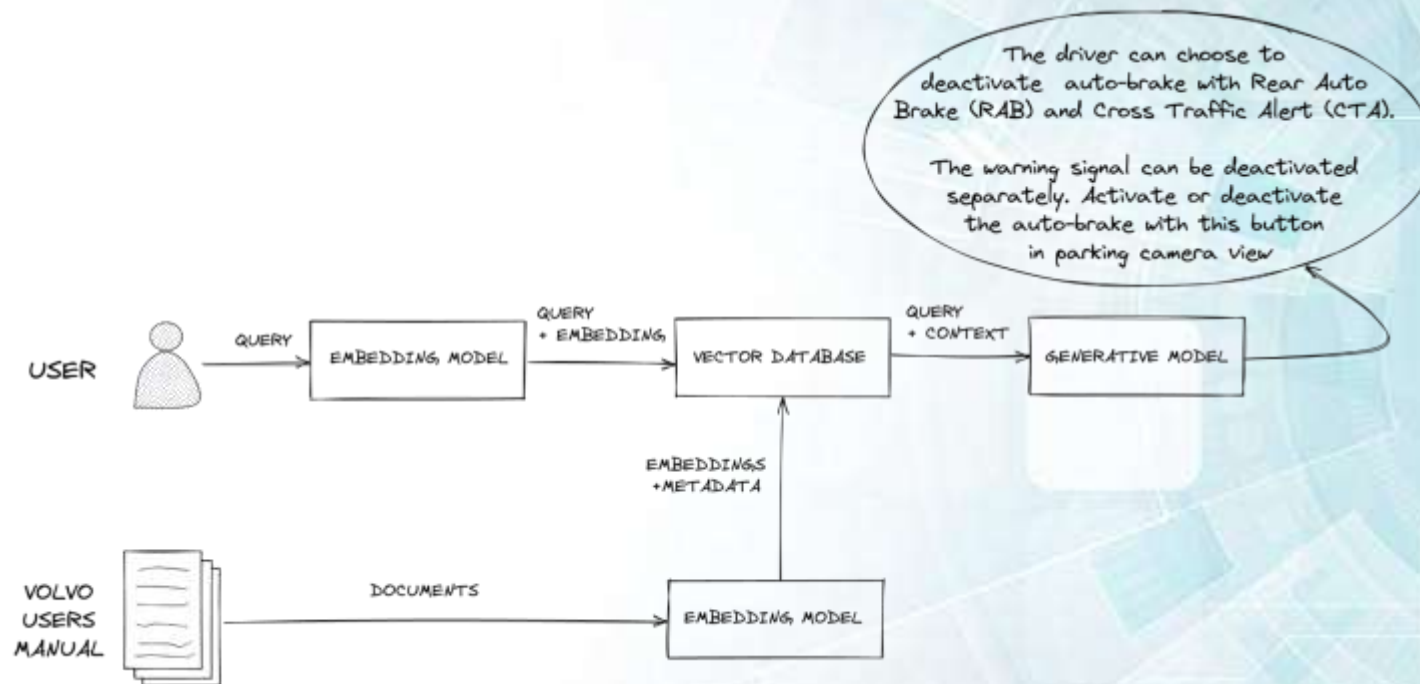 The driver can choose to
deactivate auto-brake with Rear Auto
Brake (RAB) and Cross Traffic Alert (CTA).
The warning signal can be deactivated
separately. Activate or deactivate
the auto-brake with this button
in parking camera view
USER
QUERY
EMBEDDING MODEL
QUERY
+ EMBEDDING
VECTOR DATABASE
QUERY
+ CONTEXT
GENERATIVE MODEL
EMBEDDINGS
+METADATA
VOLVO
USERS
MANUAL
DOCUMENTS
EMBEDDING MODEL